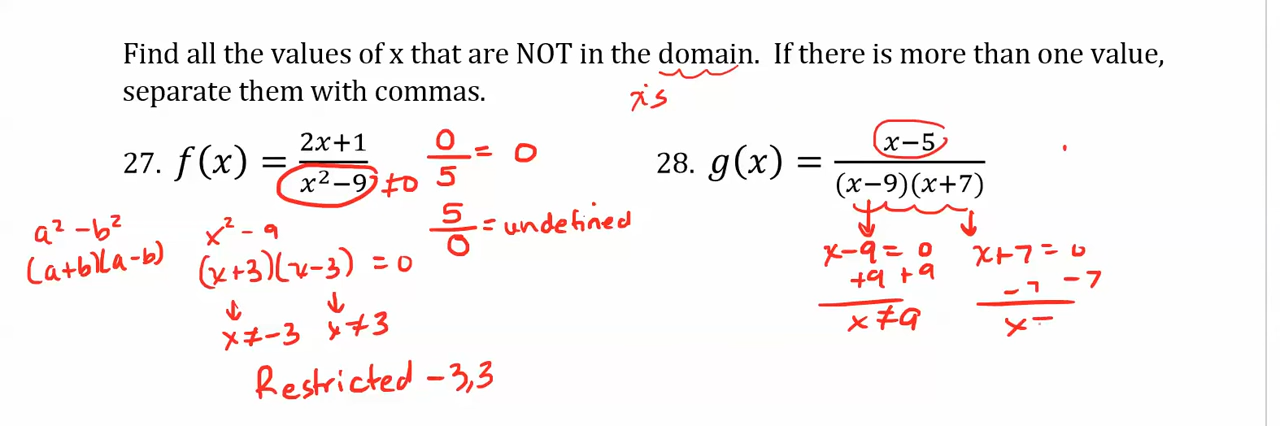 Find all the values of x that are NOT in the domain. If there is more than one value,
separate them with commas.
x is
27. f(x) = 2x+1 / x²−9 ≠0
0/5 = 0
5/0 = undefined
a² − b²
(a+b)(a−b)
x² − 9
(x+3)(x−3) = 0
x≠−3 x≠3
Restricted −3,3
28. g(x) = x−5 / (x−9)(x+7)
x−9 = 0 x+7 = 0
+9 +9 −7 −7
x≠9 x=